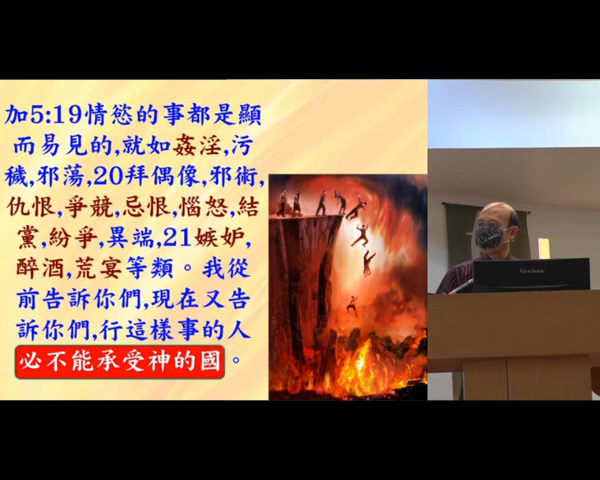 加5:19情慾的事都是顯
而易見的,就如姦淫,污
穢,邪蕩,20拜偶像,邪術,
仇恨,爭競,忌恨,惱怒,結
黨,紛爭,異端,21嫉妒,
醉酒,荒宴等類。我從
前告訴你們,現在又告
訴你們,行這樣事的人
必不能承受神的國。
ViewSonic